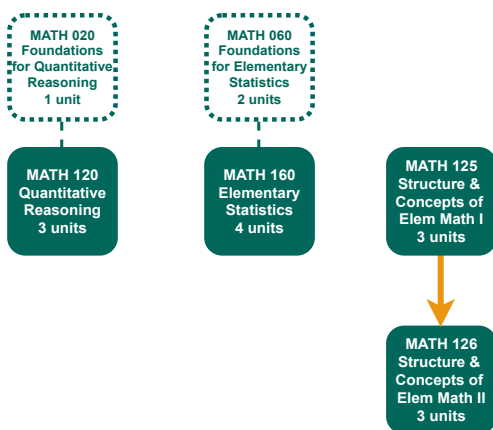 MATH 020
Foundations
for Quantitative
Reasoning
1 unit
MATH 060
Foundations
for Elementary
Statistics
2 units
MATH 120
Quantitative
Reasoning
3 units
MATH 160
Elementary
Statistics
4 units
MATH 125
Structure &
Concepts of
Elem Math I
3 units
MATH 126
Structure &
Concepts of
Elem Math II
3 units